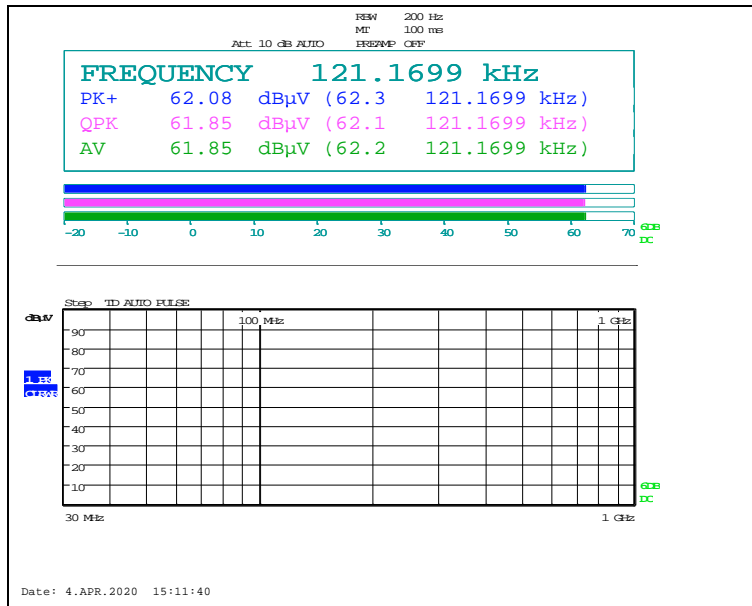 RBW 200 Hz
MT 100 ms
Att 10 dB AUTO PREAMP OFF
FREQUENCY 121.1699 kHz
PK+ 62.08 dBµV (62.3 121.1699 kHz)
QPK 61.85 dBµV (62.1 121.1699 kHz)
AV 61.85 dBµV (62.2 121.1699 kHz)
-20 -10 0 10 20 30 40 50 60 70
6DB
DC
Step TD AUTO PULSE
dBµV
100 MHz 1 GHz
90
80
70
1 PK
60
CLRWR
50
40
30
20
10
6DB
DC
30 MHz 1 GHz
Date: 4.APR.2020 15:11:40